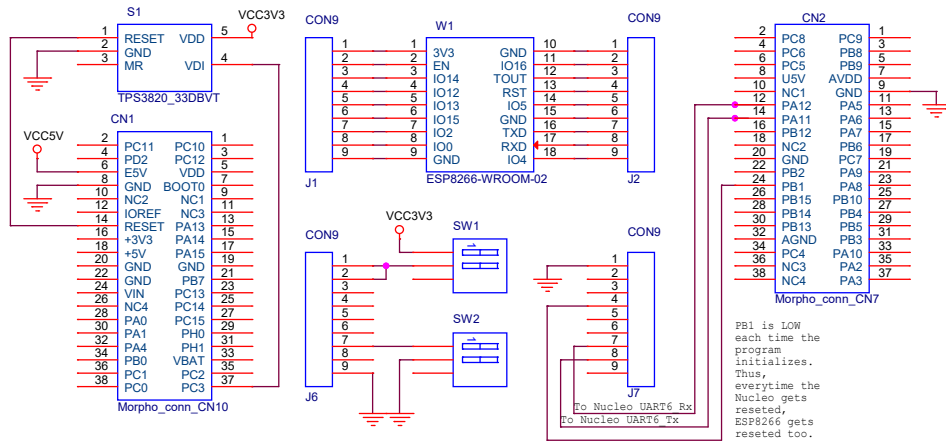 S1
VCC3V3
1 RESET VDD 5
2 GND
3 MR VDI 4
TPS3820_33DBVT
CN1
VCC5V
2 PC11 PC10 1
4 PD2 PC12 3
6 E5V VDD 5
8 GND BOOT0 7
10 NC2 NC1 9
12 IOREF NC3 11
14 RESET PA13 13
16 +3V3 PA14 15
18 +5V PA15 17
20 GND GND 19
22 GND PB7 21
24 VIN PC13 23
26 NC4 PC14 25
28 PA0 PC15 27
30 PA1 PH0 29
32 PA4 PH1 31
34 PB0 VBAT 33
36 PC1 PC2 35
38 PC0 PC3 37
Morpho_conn_CN10
CON9
1
2
3
4
5
6
7
8
9
J1
W1
1 3V3 GND 10
2 EN IO16 11
3 IO14 TOUT 12
4 IO12 RST 13
5 IO13 IO5 14
6 IO15 GND 15
7 IO2 TXD 16
8 IO0 RXD 17
9 GND IO4 18
ESP8266-WROOM-02
CON9
1
2
3
4
5
6
7
8
9
J2
VCC3V3
CON9
1
2
3
4
5
6
7
8
9
J6
SW1
1
SW2
1
CON9
1
2
3
4
5
6
7
8
9
J7
To Nucleo UART6_Rx
To Nucleo UART6_Tx
CN2
2 PC8 PC9 1
4 PC6 PB8 3
6 PC5 PB9 5
8 U5V AVDD 7
10 NC1 GND 9
12 PA12 PA5 11
14 PA11 PA6 13
16 PB12 PA7 15
18 NC2 PB6 17
20 GND PC7 19
22 PB2 PA9 21
24 PB1 PA8 23
26 PB15 PB10 25
28 PB14 PB4 27
30 PB13 PB5 29
32 AGND PB3 31
34 PC4 PA10 33
36 NC3 PA2 35
38 NC4 PA3 37
Morpho_conn_CN7
PB1 is LOW
each time the
program
initializes.
Thus,
everytime the
Nucleo gets
reseted,
ESP8266 gets
reseted too.